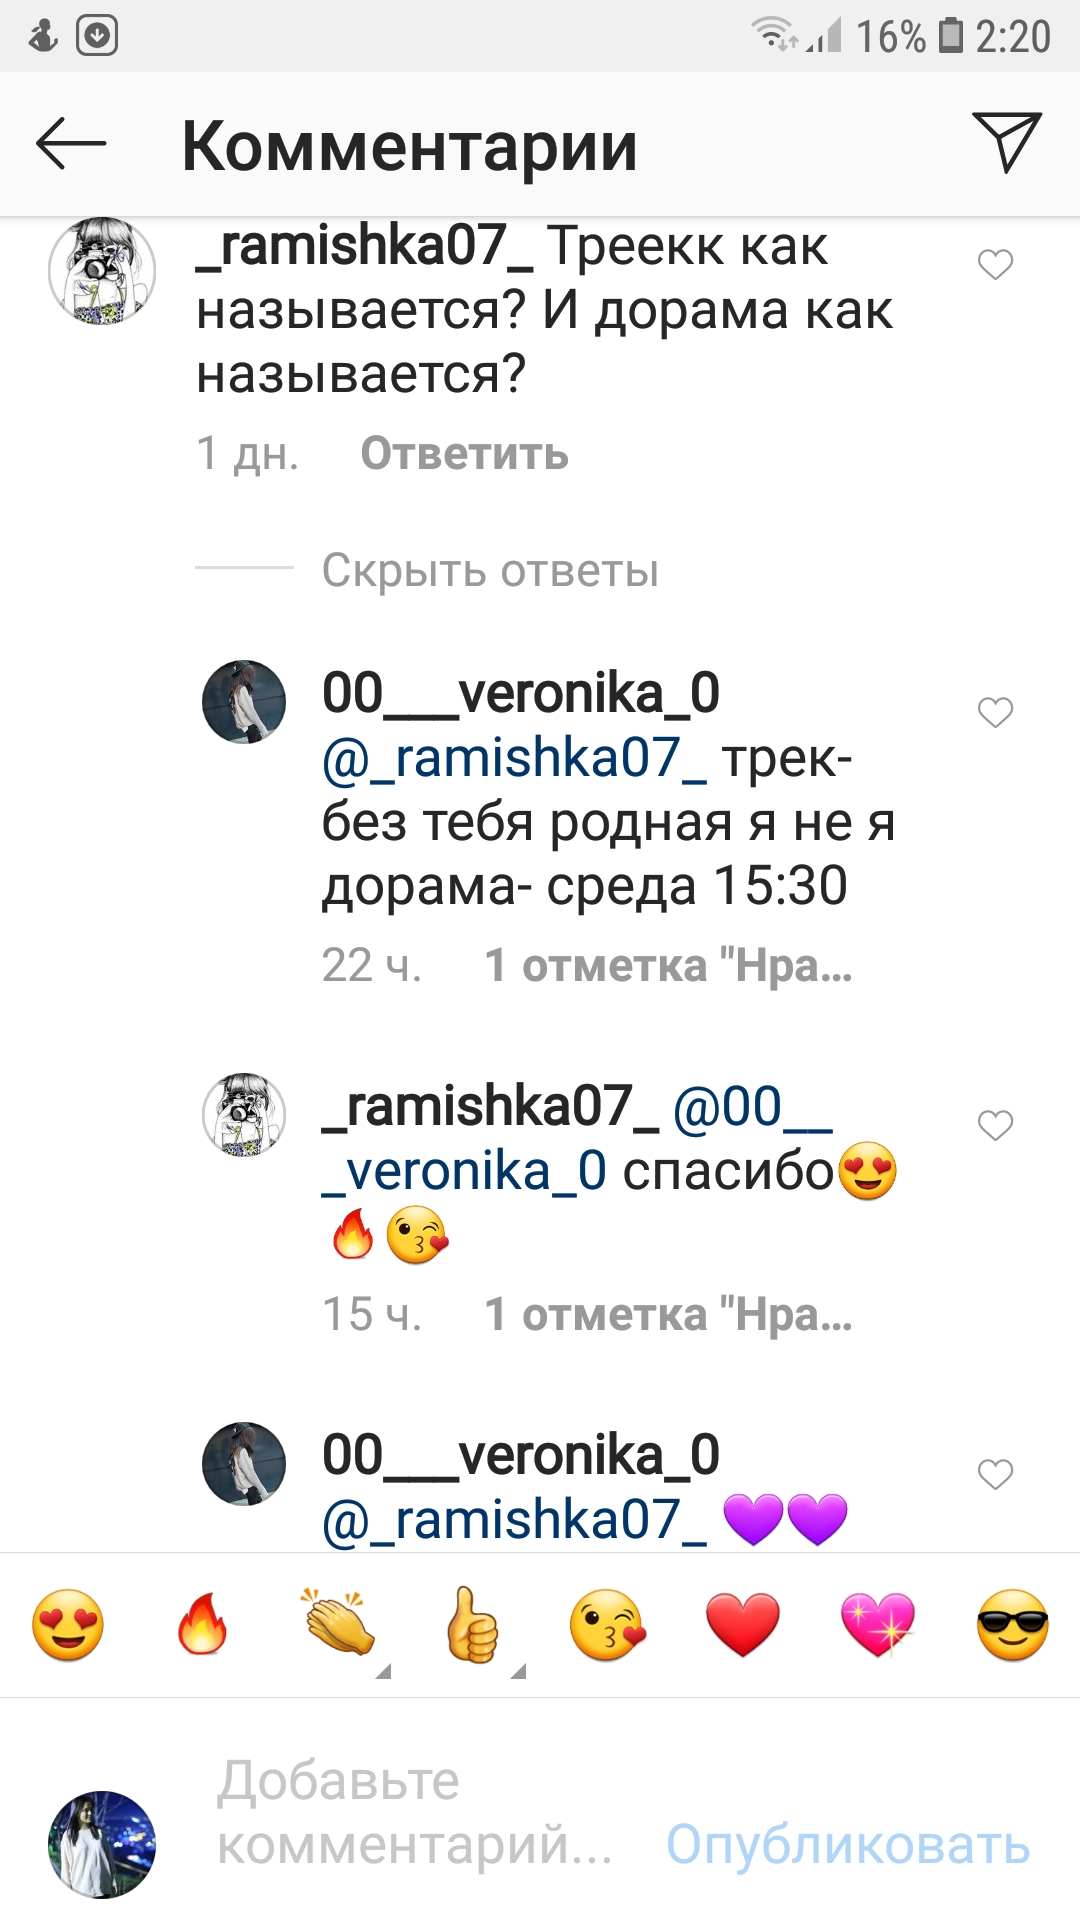 16% 2:20
Комментарии
_ramishka07_ Треекк как
называется? И дорама как
называется?
1 дн. Ответить
Скрыть ответы
00___veronika_0
@_ramishka07_ трек-
без тебя родная я не я
дорама- среда 15:30
22 ч. 1 отметка "Нра...
_ramishka07_ @00__
_veronika_0 спасибо😍
🔥😘
15 ч. 1 отметка "Нра...
00___veronika_0
@_ramishka07_ 💜💜
Добавьте
комментарий... Опубликовать